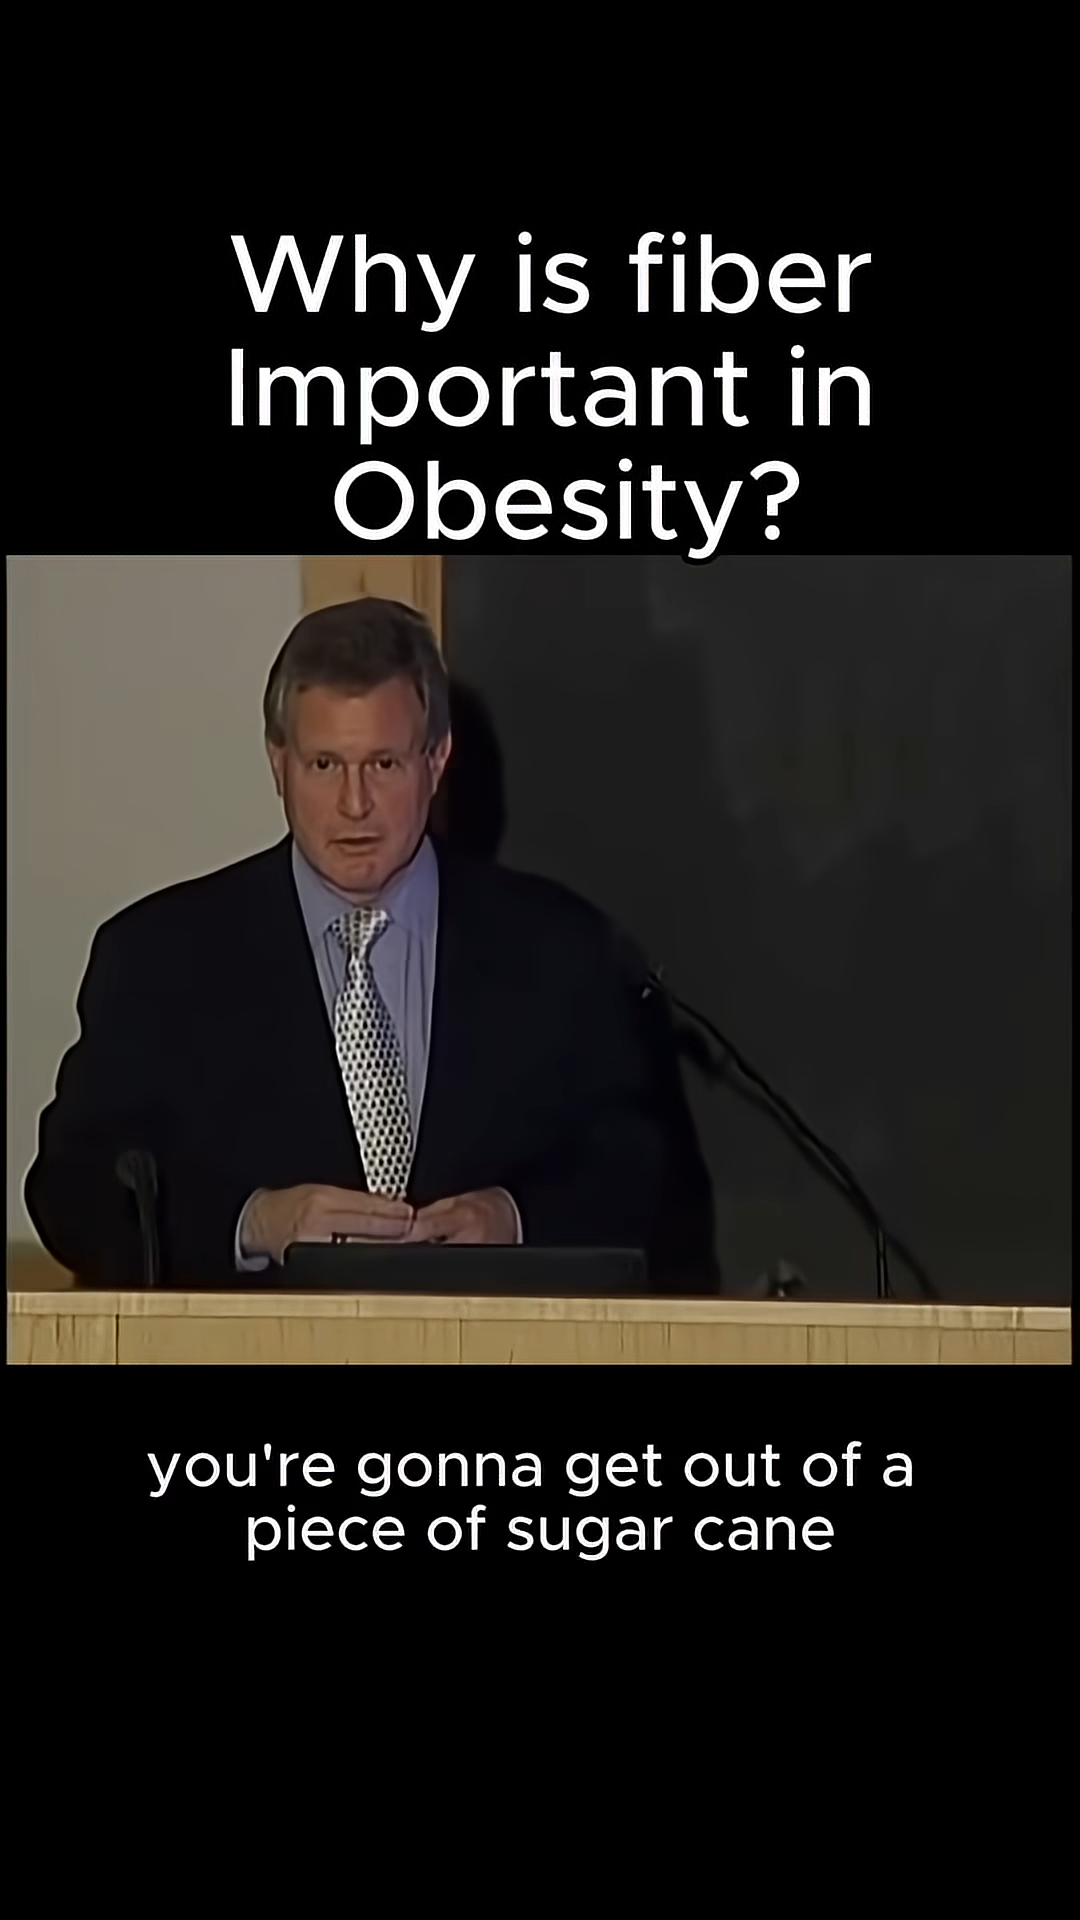 Why is fiber
Important in
Obesity?
you're gonna get out of a
piece of sugar cane